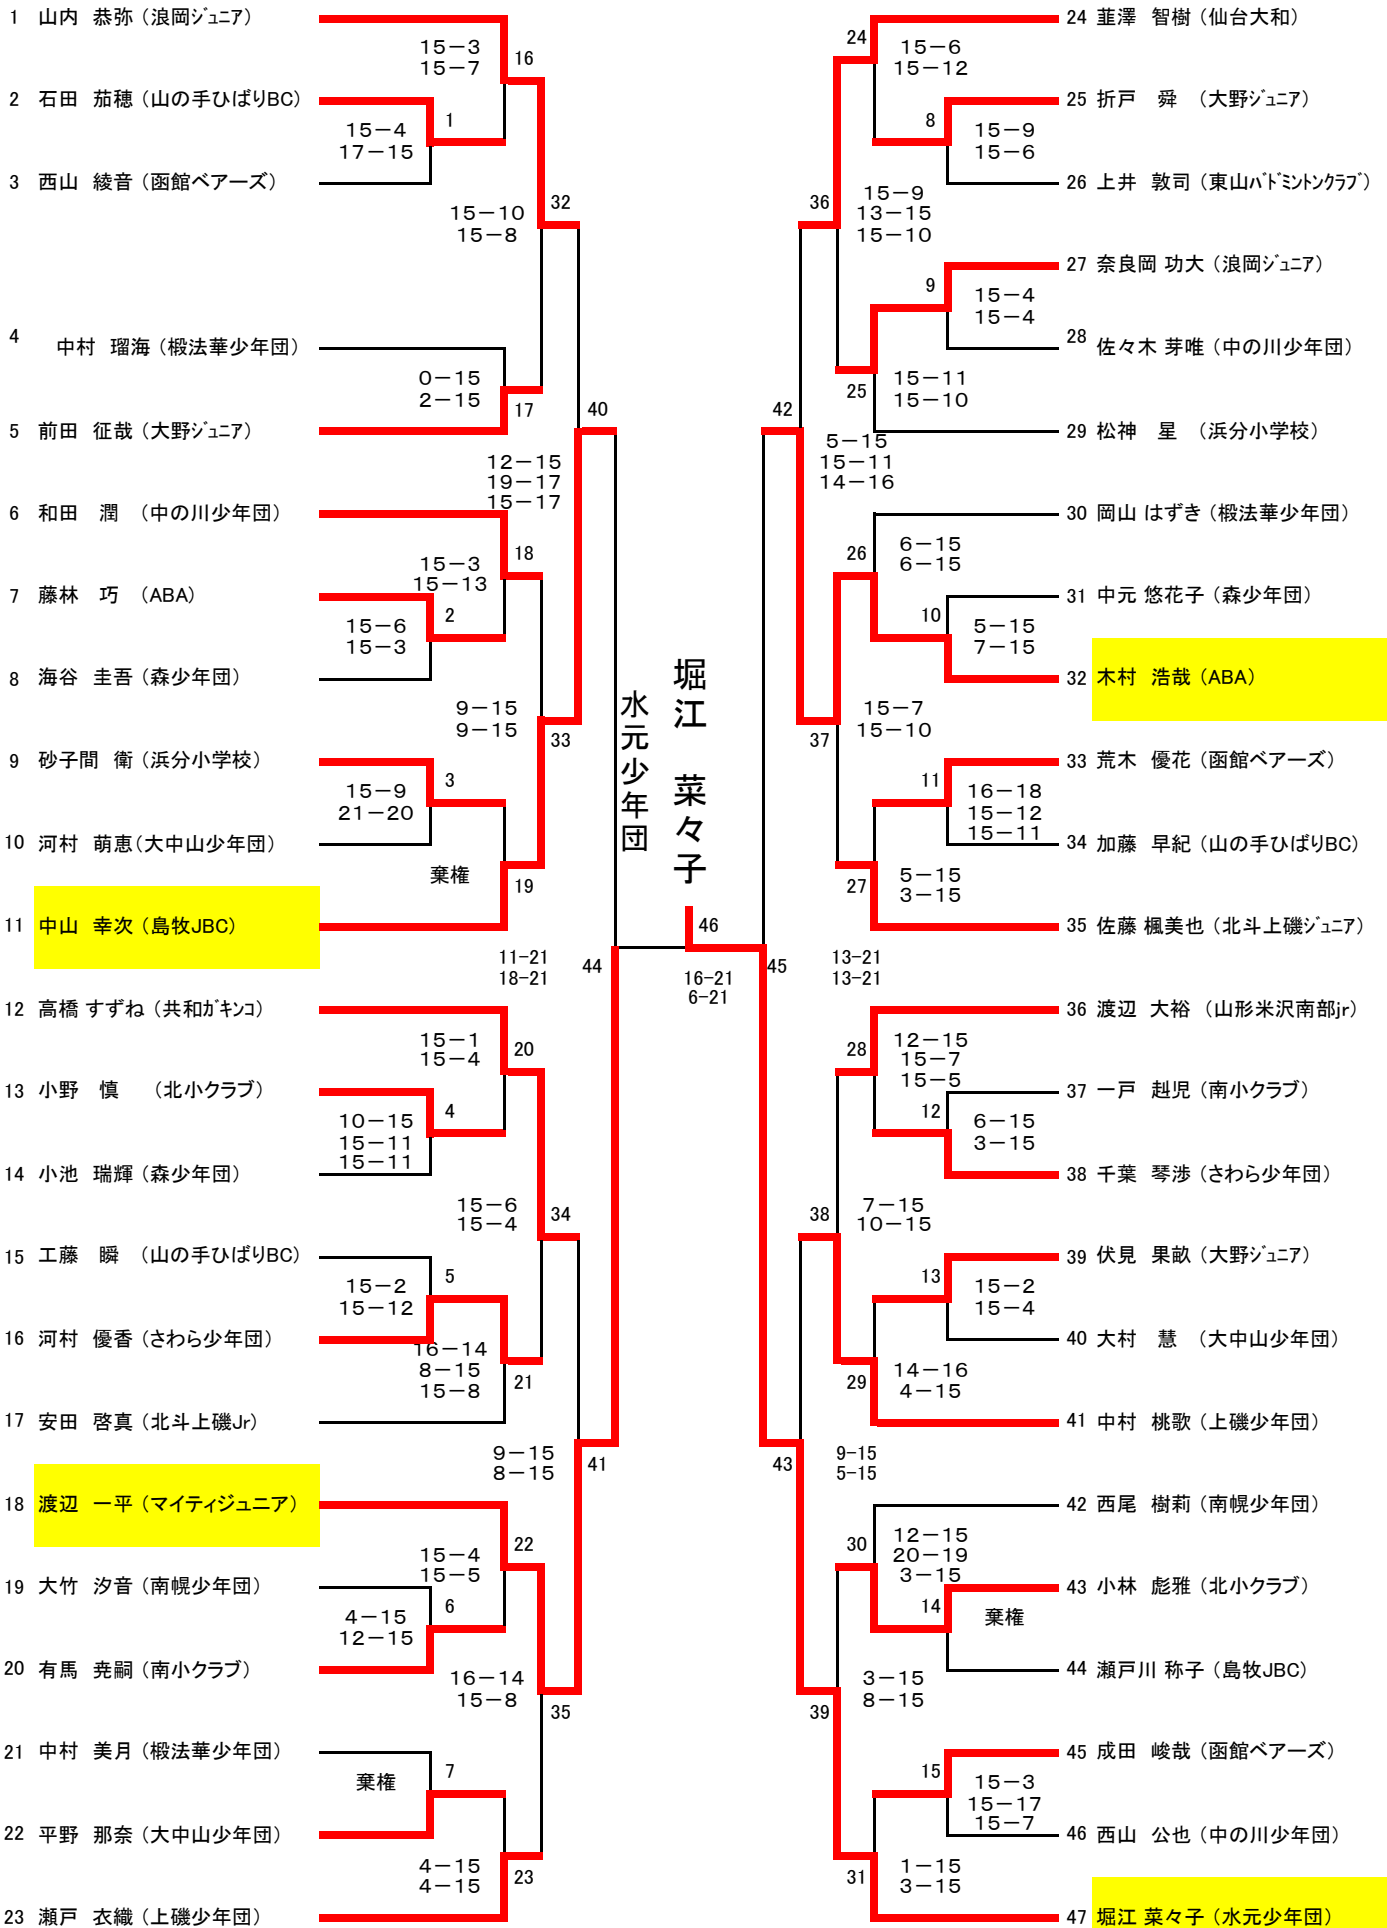 1 山内 恭弥（浪岡ｼﾞｭﾆｱ）
15－3
15－7
16
2 石田 茄穂（山の手ひばりBC）
1
15－4
17－15
3 西山 綾音（函館ベアーズ）
32
15－10
15－8
4 中村 瑠海（椴法華少年団）
0－15
2－15
17
5 前田 征哉（大野ｼﾞｭﾆｱ）
40
12－15
19－17
15－17
6 和田 潤 （中の川少年団）
18
15－3
15－13
7 藤林 巧 （ABA）
2
15－6
15－3
8 海谷 圭吾（森少年団）
9－15
9－15
33
9 砂子間 衛（浜分小学校）
3
15－9
21－20
10 河村 萌恵（大中山少年団）
棄権
19
11 中山 幸次（島牧JBC）
11-21
18-21
44
12 高橋 すずね（共和ｶﾞｷﾝｺ）
15－1
15－4
20
13 小野 慎 （北小クラブ）
4
10－15
15－11
15－11
14 小池 瑞輝（森少年団）
15－6
15－4
34
15 工藤 瞬 （山の手ひばりBC）
5
15－2
15－12
16 河村 優香（さわら少年団）
16－14
8－15
15－8
21
17 安田 啓真（北斗上磯Jr）
9－15
8－15
41
18 渡辺 一平（マイティジュニア）
22
15－4
15－5
19 大竹 汐音（南幌少年団）
6
4－15
12－15
20 有馬 尭嗣（南小クラブ）
16－14
15－8
35
21 中村 美月（椴法華少年団）
7
棄権
22 平野 那奈（大中山少年団）
4－15
4－15
23
23 瀬戸 衣織（上磯少年団）
水元少年団
堀江 菜々子
46
16-21
6-21
24 韮澤 智樹（仙台大和）
24
15－6
15－12
25 折戸 舜 （大野ｼﾞｭﾆｱ）
8
15－9
15－6
26 上井 敦司（東山ﾊﾞﾄﾞﾐﾝﾄﾝｸﾗﾌﾞ）
36
15－9
13－15
15－10
27 奈良岡 功大（浪岡ｼﾞｭﾆｱ）
9
15－4
15－4
28 佐々木 芽唯（中の川少年団）
25
15－11
15－10
29 松神 星 （浜分小学校）
42
5－15
15－11
14－16
30 岡山 はずき（椴法華少年団）
26
6－15
6－15
31 中元 悠花子（森少年団）
10
5－15
7－15
32 木村 浩哉（ABA）
37
15－7
15－10
33 荒木 優花（函館ベアーズ）
11
16－18
15－12
15－11
34 加藤 早紀（山の手ひばりBC）
27
5－15
3－15
35 佐藤 楓美也（北斗上磯ｼﾞｭﾆｱ）
45
13-21
13-21
36 渡辺 大裕 （山形米沢南部jr）
28
12－15
15－7
15－5
37 一戸 赳児（南小クラブ）
12
6－15
3－15
38 千葉 琴渉（さわら少年団）
38
7－15
10－15
39 伏見 果畝（大野ｼﾞｭﾆｱ）
13
15－2
15－4
40 大村 慧 （大中山少年団）
29
14－16
4－15
41 中村 桃歌（上磯少年団）
43
9-15
5-15
42 西尾 樹莉（南幌少年団）
30
12－15
20－19
3－15
43 小林 彪雅（北小クラブ）
14
棄権
44 瀬戸川 称子（島牧JBC）
3－15
8－15
39
45 成田 峻哉（函館ベアーズ）
15
15－3
15－17
15－7
46 西山 公也（中の川少年団）
31
1－15
3－15
47 堀江 菜々子（水元少年団）